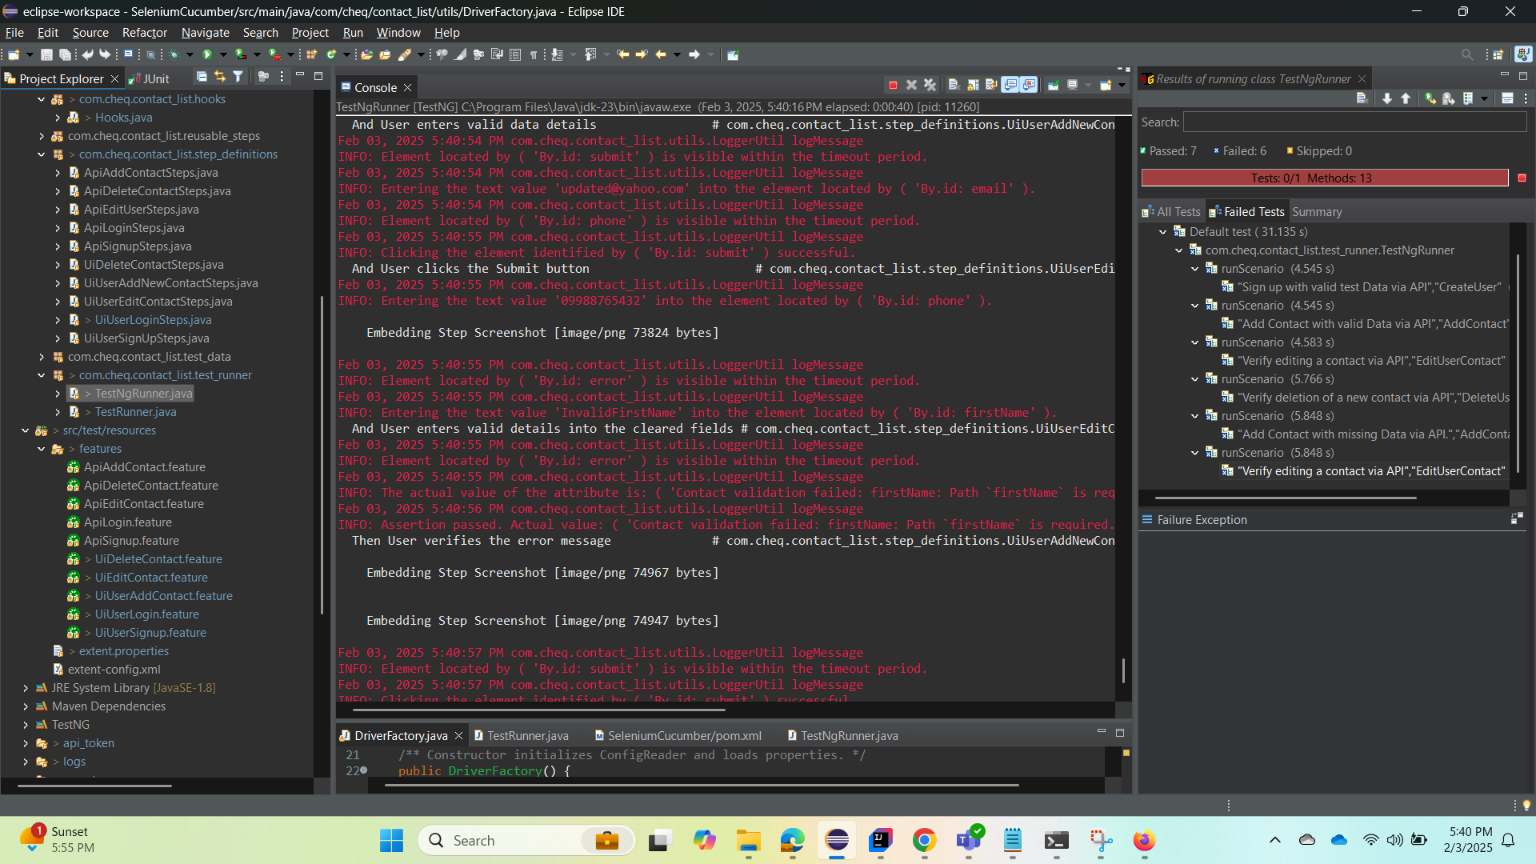 eclipse-workspace - SeleniumCucumber/src/main/java/com/cheq/contact_list/utils/DriverFactory.java - Eclipse IDE
File Edit Source Refactor Navigate Search Project Run Window Help
Project Explorer
JUnit
com.cheq.contact_list.hooks
> Hooks.java
com.cheq.contact_list.reusable_steps
> com.cheq.contact_list.step_definitions
ApiAddContactSteps.java
ApiDeleteContactSteps.java
ApiEditUserSteps.java
ApiLoginSteps.java
ApiSignupSteps.java
UiDeleteContactSteps.java
UiUserAddNewContactSteps.java
UiUserEditContactSteps.java
> UiUserLoginSteps.java
UiUserSignUpSteps.java
com.cheq.contact_list.test_data
> com.cheq.contact_list.test_runner
> TestNgRunner.java
> TestRunner.java
> src/test/resources
> features
ApiAddContact.feature
ApiDeleteContact.feature
ApiEditContact.feature
ApiLogin.feature
ApiSignup.feature
> UiDeleteContact.feature
> UiEditContact.feature
> UiUserAddContact.feature
> UiUserLogin.feature
> UiUserSignup.feature
> extent.properties
extent-config.xml
JRE System Library [JavaSE-1.8]
Maven Dependencies
TestNG
> api_token
> logs
Console
TestNgRunner [TestNG] C:\Program Files\Java\jdk-23\bin\javaw.exe (Feb 3, 2025, 5:40:16 PM elapsed: 0:00:40) [pid: 11260]
And User enters valid data details # com.cheq.contact_list.step_definitions.UiUserAddNewCon
Feb 03, 2025 5:40:54 PM com.cheq.contact_list.utils.LoggerUtil logMessage
INFO: Element located by ( 'By.id: submit' ) is visible within the timeout period.
Feb 03, 2025 5:40:54 PM com.cheq.contact_list.utils.LoggerUtil logMessage
INFO: Entering the text value 'updated@yahoo.com' into the element located by ( 'By.id: email' ).
Feb 03, 2025 5:40:54 PM com.cheq.contact_list.utils.LoggerUtil logMessage
INFO: Element located by ( 'By.id: phone' ) is visible within the timeout period.
Feb 03, 2025 5:40:55 PM com.cheq.contact_list.utils.LoggerUtil logMessage
INFO: Clicking the element identified by ( 'By.id: submit' ) successful.
And User clicks the Submit button # com.cheq.contact_list.step_definitions.UiUserEdi
Feb 03, 2025 5:40:55 PM com.cheq.contact_list.utils.LoggerUtil logMessage
INFO: Entering the text value '09988765432' into the element located by ( 'By.id: phone' ).
Embedding Step Screenshot [image/png 73824 bytes]
Feb 03, 2025 5:40:55 PM com.cheq.contact_list.utils.LoggerUtil logMessage
INFO: Element located by ( 'By.id: error' ) is visible within the timeout period.
Feb 03, 2025 5:40:55 PM com.cheq.contact_list.utils.LoggerUtil logMessage
INFO: Entering the text value 'InvalidFirstName' into the element located by ( 'By.id: firstName' ).
And User enters valid details into the cleared fields # com.cheq.contact_list.step_definitions.UiUserEditC
Feb 03, 2025 5:40:55 PM com.cheq.contact_list.utils.LoggerUtil logMessage
INFO: Element located by ( 'By.id: error' ) is visible within the timeout period.
Feb 03, 2025 5:40:55 PM com.cheq.contact_list.utils.LoggerUtil logMessage
INFO: The actual value of the attribute is: ( 'Contact validation failed: firstName: Path `firstName` is req
Feb 03, 2025 5:40:56 PM com.cheq.contact_list.utils.LoggerUtil logMessage
INFO: Assertion passed. Actual value: ( 'Contact validation failed: firstName: Path `firstName` is required.
Then User verifies the error message # com.cheq.contact_list.step_definitions.UiUserAddNewCon
Embedding Step Screenshot [image/png 74967 bytes]
Embedding Step Screenshot [image/png 74947 bytes]
Feb 03, 2025 5:40:57 PM com.cheq.contact_list.utils.LoggerUtil logMessage
INFO: Element located by ( 'By.id: submit' ) is visible within the timeout period.
Feb 03, 2025 5:40:57 PM com.cheq.contact_list.utils.LoggerUtil logMessage
INFO: Clicking the element identified by ( 'By.id: submit' ) successful.
DriverFactory.java TestRunner.java SeleniumCucumber/pom.xml TestNgRunner.java
21 /** Constructor initializes ConfigReader and loads properties. */
22 public DriverFactory() {
Results of running class TestNgRunner
Search:
Passed: 7 Failed: 6 Skipped: 0
Tests: 0/1 Methods: 13
All Tests Failed Tests Summary
Default test ( 31.135 s)
com.cheq.contact_list.test_runner.TestNgRunner
runScenario (4.545 s)
"Sign up with valid test Data via API","CreateUser"
runScenario (4.545 s)
"Add Contact with valid Data via API","AddContact"
runScenario (4.583 s)
"Verify editing a contact via API","EditUserContact"
runScenario (5.766 s)
"Verify deletion of a new contact via API","DeleteUs
runScenario (5.848 s)
"Add Contact with missing Data via API.","AddConta
runScenario (5.848 s)
"Verify editing a contact via API","EditUserContact"
Failure Exception
1
Sunset
5:55 PM
Search
5:40 PM
2/3/2025